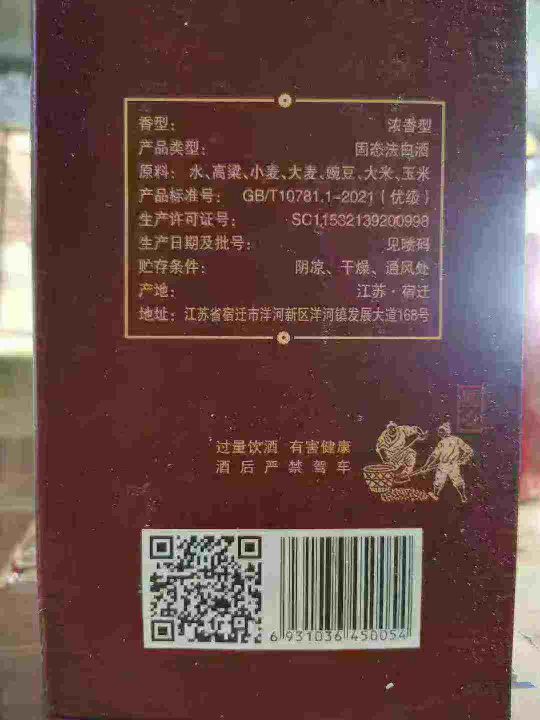 香型： 浓香型
产品类型： 固态法白酒
原料： 水、高粱、小麦、大麦、豌豆、大米、玉米
产品标准号： GB/T10781.1-2021（优级）
生产许可证号： SC11532139200998
生产日期及批号： 见喷码
贮存条件： 阴凉、干燥、通风处
产地： 江苏·宿迁
地址：江苏省宿迁市洋河新区洋河镇发展大道168号
过量饮酒 有害健康
酒后严禁驾车
6 931036 450054